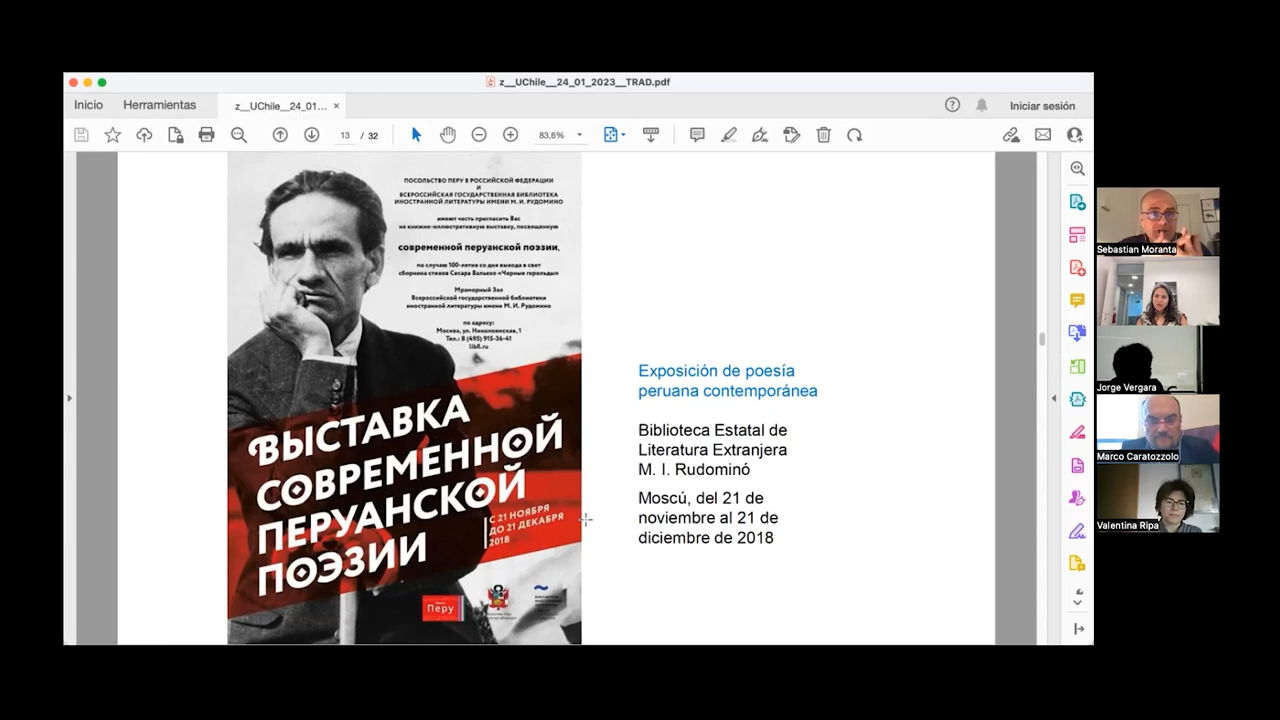 z__UChile__24_01_2023__TRAD.pdf
Inicio
Herramientas
z__UChile__24_01...
Iniciar sesión
13 / 32
83,6%
ПОСОЛЬСТВО ПЕРУ В РОССИЙСКОЙ ФЕДЕРАЦИИ
И
ВСЕРОССИЙСКАЯ ГОСУДАРСТВЕННАЯ БИБЛИОТЕКА
ИНОСТРАННОЙ ЛИТЕРАТУРЫ ИМЕНИ М. И. РУДОМИНО
имеют честь пригласить Вас
на книжно-иллюстративную выставку, посвященную
современной перуанской поэзии,
по случаю 100-летия со дня выхода в свет
сборника стихов Сесара Вальехо «Черные герольды»
Мраморный Зал
Всероссийской государственной библиотеки
иностранной литературы имени М. И. Рудомино
по адресу:
Москва, ул. Николоямская, 1
Тел.: 8 (495) 915-36-41
libfl.ru
ВЫСТАВКА
СОВРЕМЕННОЙ
ПЕРУАНСКОЙ
ПОЭЗИИ
С 21 НОЯБРЯ
ДО 21 ДЕКАБРЯ
2018
Перу
Exposición de poesía
peruana contemporánea
Biblioteca Estatal de
Literatura Extranjera
M. I. Rudominó
Moscú, del 21 de
noviembre al 21 de
diciembre de 2018
Sebastian Moranta
Jorge Vergara
Marco Caratozzolo
Valentina Ripa